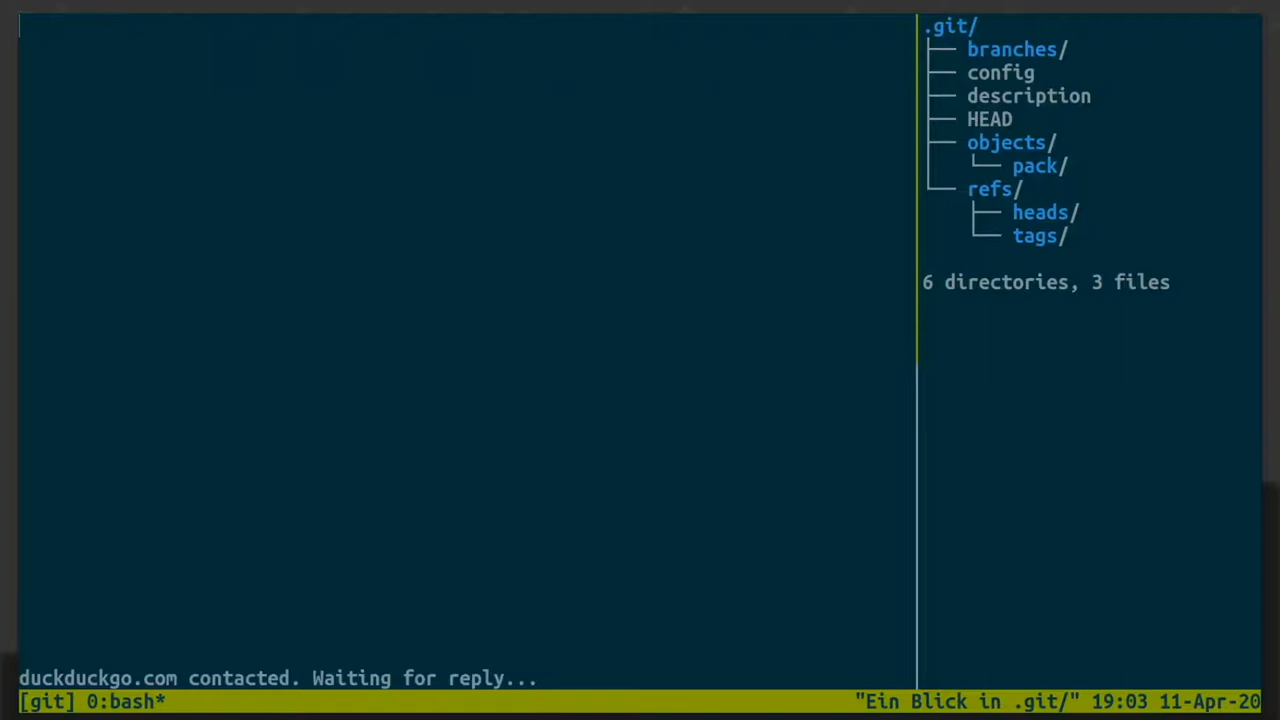 .git/
├── branches/
├── config
├── description
├── HEAD
├── objects/
│   └── pack/
└── refs/
    ├── heads/
    └── tags/
6 directories, 3 files
duckduckgo.com contacted. Waiting for reply...
[git] 0:bash* "Ein Blick in .git/" 19:03 11-Apr-20